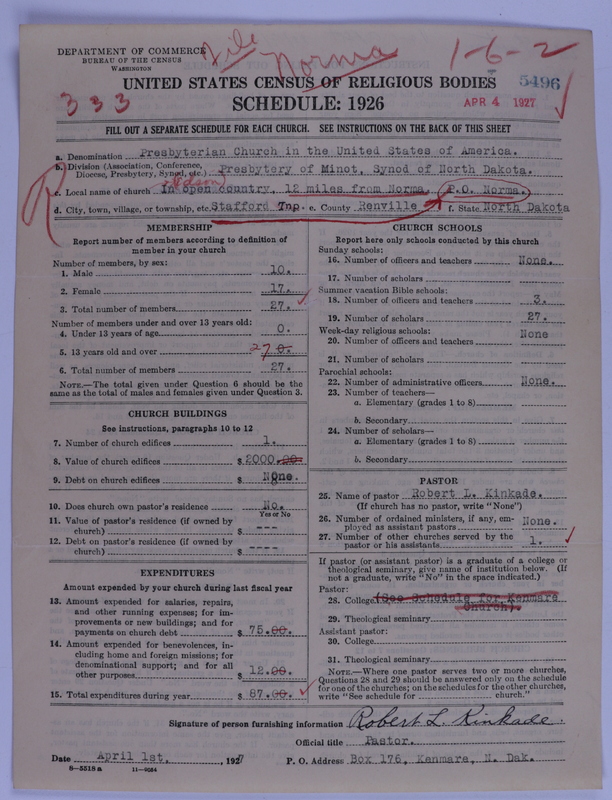 DEPARTMENT OF COMMERCE
BUREAU OF THE CENSUS
WASHINGTON
File Norma
1-6-2
UNITED STATES CENSUS OF RELIGIOUS BODIES
5496
333
SCHEDULE: 1926
APR 4 1927
FILL OUT A SEPARATE SCHEDULE FOR EACH CHURCH. SEE INSTRUCTIONS ON THE BACK OF THIS SHEET
a. Denomination Presbyterian Church in the United States of America.
b. Division (Association, Conference, Diocese, Presbytery, Synod, etc.) Presbytery of Minot, Synod of North Dakota.
c. Local name of church In open country, 12 miles from Norma. P.O. Norma.
d. City, town, village, or township, etc. Stafford Tnp. e. County Renville f. State North Dakota
MEMBERSHIP
Report number of members according to definition of member in your church
Number of members, by sex:
1. Male 10.
2. Female 17.
3. Total number of members 27.
Number of members under and over 13 years old:
4. Under 13 years of age 0.
5. 13 years old and over 27 0.
6. Total number of members 27.
NOTE.—The total given under Question 6 should be the same as the total of males and females given under Question 3.
CHURCH BUILDINGS
See instructions, paragraphs 10 to 12
7. Number of church edifices 1.
8. Value of church edifices $ 2000.00
9. Debt on church edifices $ None.
10. Does church own pastor's residence No.
Yes or No
11. Value of pastor's residence (if owned by church) $ ---
12. Debt on pastor's residence (if owned by church) $ ----
EXPENDITURES
Amount expended by your church during last fiscal year
13. Amount expended for salaries, repairs, and other running expenses; for improvements or new buildings; and for payments on church debt $ 75.00.
14. Amount expended for benevolences, including home and foreign missions; for denominational support; and for all other purposes $ 12.00.
15. Total expenditures during year $ 87.00.
CHURCH SCHOOLS
Report here only schools conducted by this church
Sunday schools:
16. Number of officers and teachers None.
17. Number of scholars
Summer vacation Bible schools:
18. Number of officers and teachers 3.
19. Number of scholars 27.
Week-day religious schools:
20. Number of officers and teachers None
21. Number of scholars
Parochial schools:
22. Number of administrative officers None.
23. Number of teachers—
a. Elementary (grades 1 to 8)
b. Secondary
24. Number of scholars—
a. Elementary (grades 1 to 8)
b. Secondary
PASTOR
25. Name of pastor Robert L. Kinkade.
(If church has no pastor, write "None")
26. Number of ordained ministers, if any, employed as assistant pastors None.
27. Number of other churches served by the pastor or his assistants 1.
If pastor (or assistant pastor) is a graduate of a college or theological seminary, give name of institution below. (If not a graduate, write "No" in the space indicated.)
Pastor:
28. College (See Schedule for Kenmare Church).
29. Theological seminary
Assistant pastor:
30. College
31. Theological seminary
NOTE.—Where one pastor serves two or more churches, Questions 28 and 29 should be answered only on the schedule for one of the churches; on the schedules for the other churches, write "See schedule for ............ church."
Signature of person furnishing information Robert L. Kinkade.
Official title Pastor.
Date April 1st, 1927
P. O. Address Box 176, Kenmare, N. Dak.
8—5518 a 11—9084